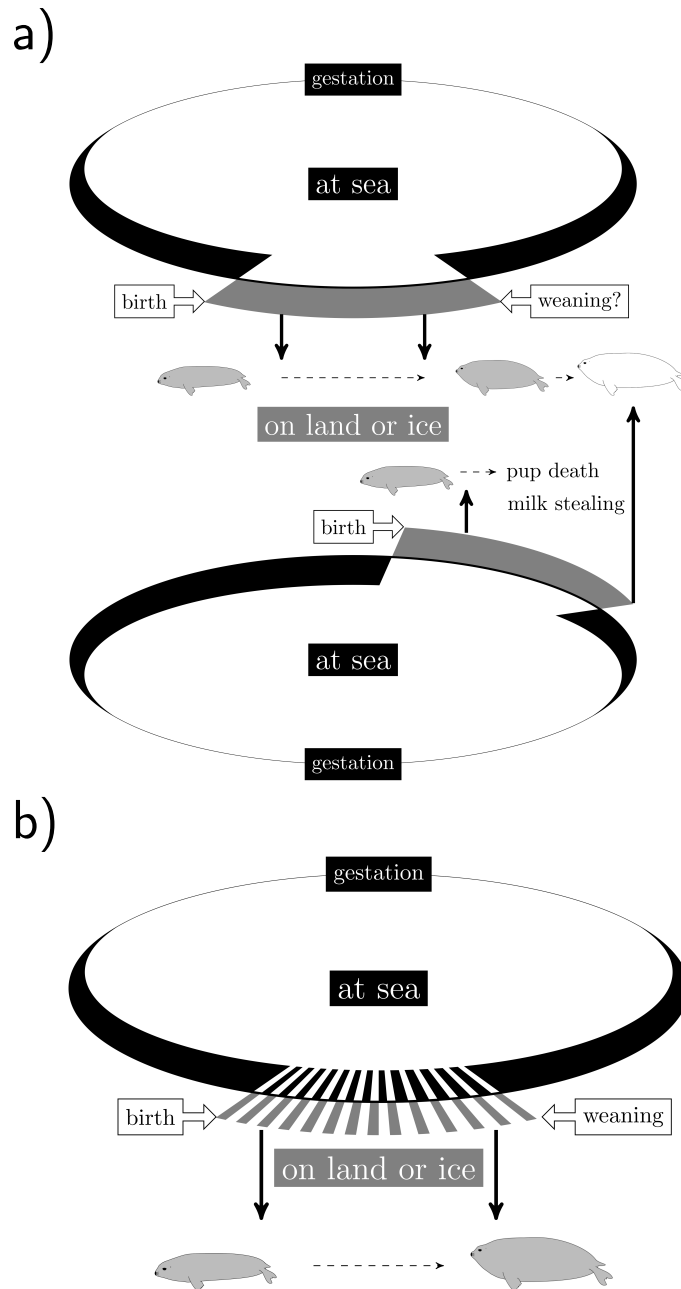 a)
gestation
at sea
birth
weaning?
on land or ice
pup death
milk stealing
birth
at sea
gestation
b)
gestation
at sea
birth
weaning
on land or ice